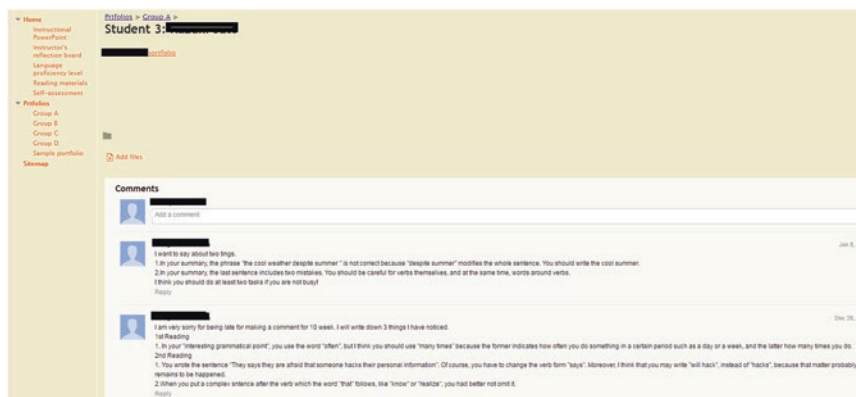 Home
Instructional
PowerPoint
Instructor's
reflection board
Language
proficiency level
Reading materials
Self-assessment
Prtfolios
Group A
Group B
Group C
Group D
Sample portfolio
Sitemap
Prtfolios > Group A >
Student 3:
portfolio
Add files
Comments
Add a comment
Jan 8,
I want to say about two tings.
1.In your summary, the phrase "the cool weather despite summer " is not correct because "despite summer" modifies the whole sentence. You should write the cool summer.
2.In your summary, the last sentence includes two mistakes. You should be careful for verbs themselves, and at the same time, words around verbs.
I think you should do at least two tasks if you are not busy!
Reply
Dec 26,
I am very sorry for being late for making a comment for 10 week. I will write down 3 things I have noticed.
1st Reading
1. In your "interesting grammatical point", you use the word "often", but I think you should use "many times" because the former indicates how often you do something in a certain period such as a day or a week, and the latter how many times you do.
2nd Reading
1. You wrote the sentence "They says they are afraid that someone hacks their personal information". Of course, you have to change the verb form "says". Moreover, I think that you may write "will hack", instead of "hacks", because that matter probably
remains to be happened.
2.When you put a complex sntence after the verb which the word "that" follows, like "know" or "realize", you had better not omit it.
Reply